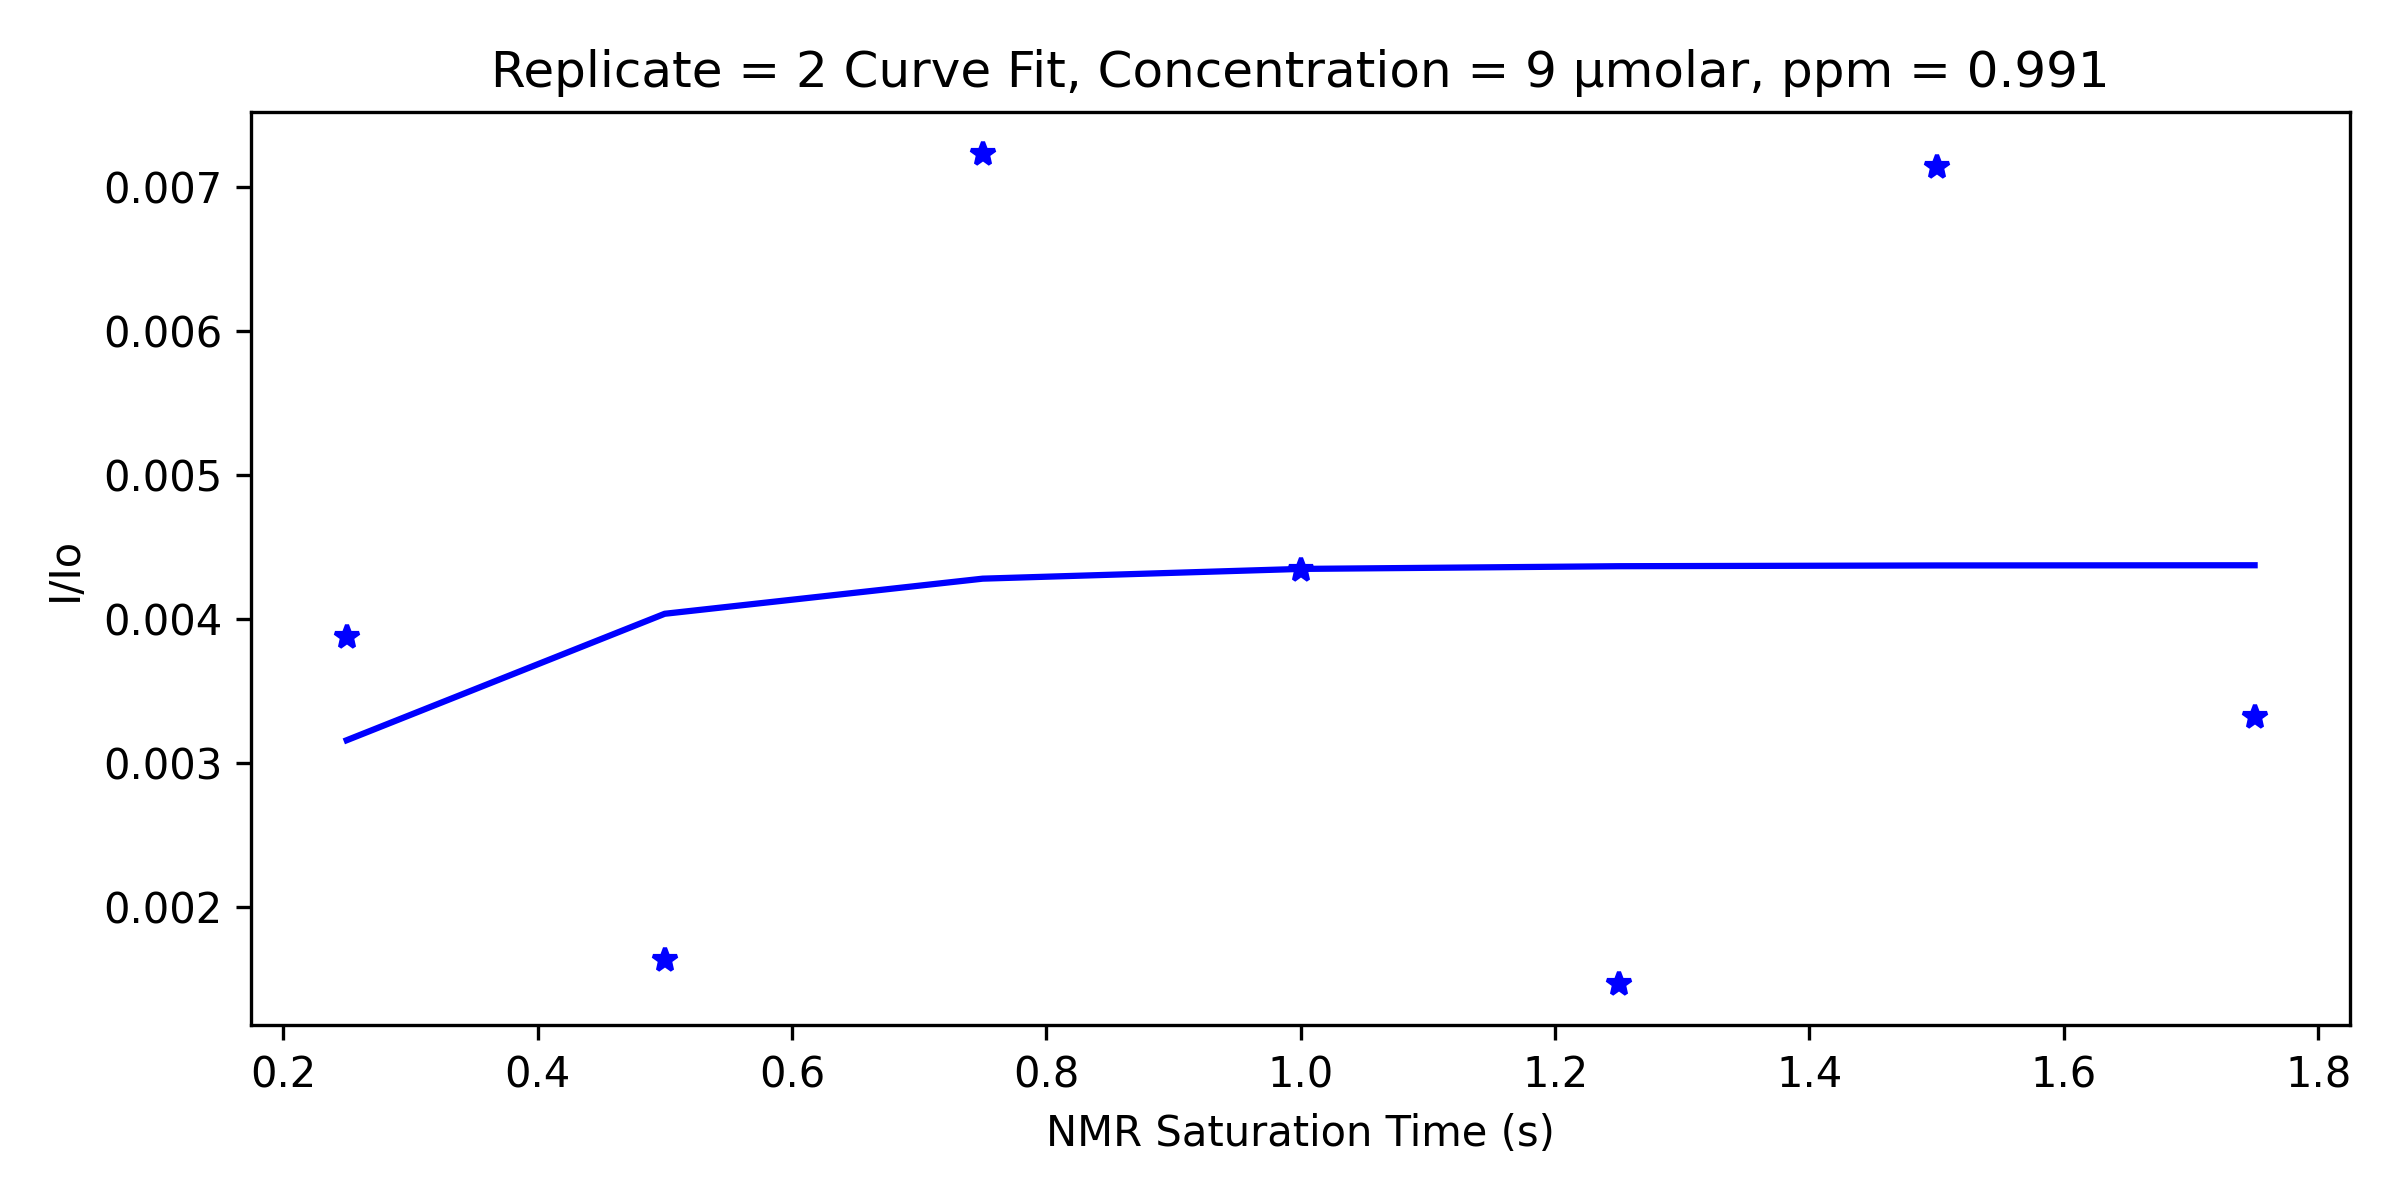 Replicate = 2 Curve Fit, Concentration = 9 µmolar, ppm = 0.991
0.007
0.006
0.005
0.004
0.003
0.002
I/Io
0.2 0.4 0.6 0.8 1.0 1.2 1.4 1.6 1.8
NMR Saturation Time (s)